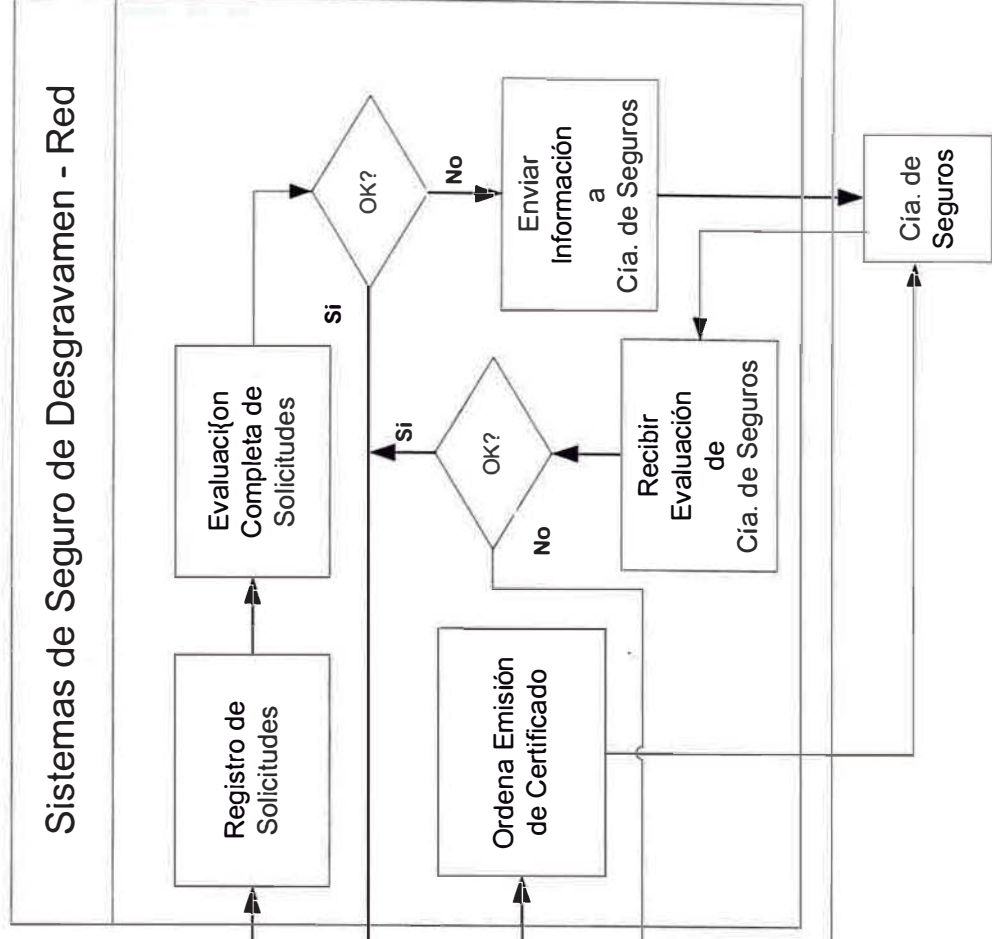 Sistemas de Seguro de Desgravamen - Red
Registro de
Solicitudes
Evaluaci{on
Completa de
Solicitudes
OK?
Si
No
Enviar
Información
a
Cía. de Seguros
Cía. de
Seguros
Recibir
Evaluación
de
Cía. de Seguros
OK?
Si
No
Ordena Emisión
de Certificado